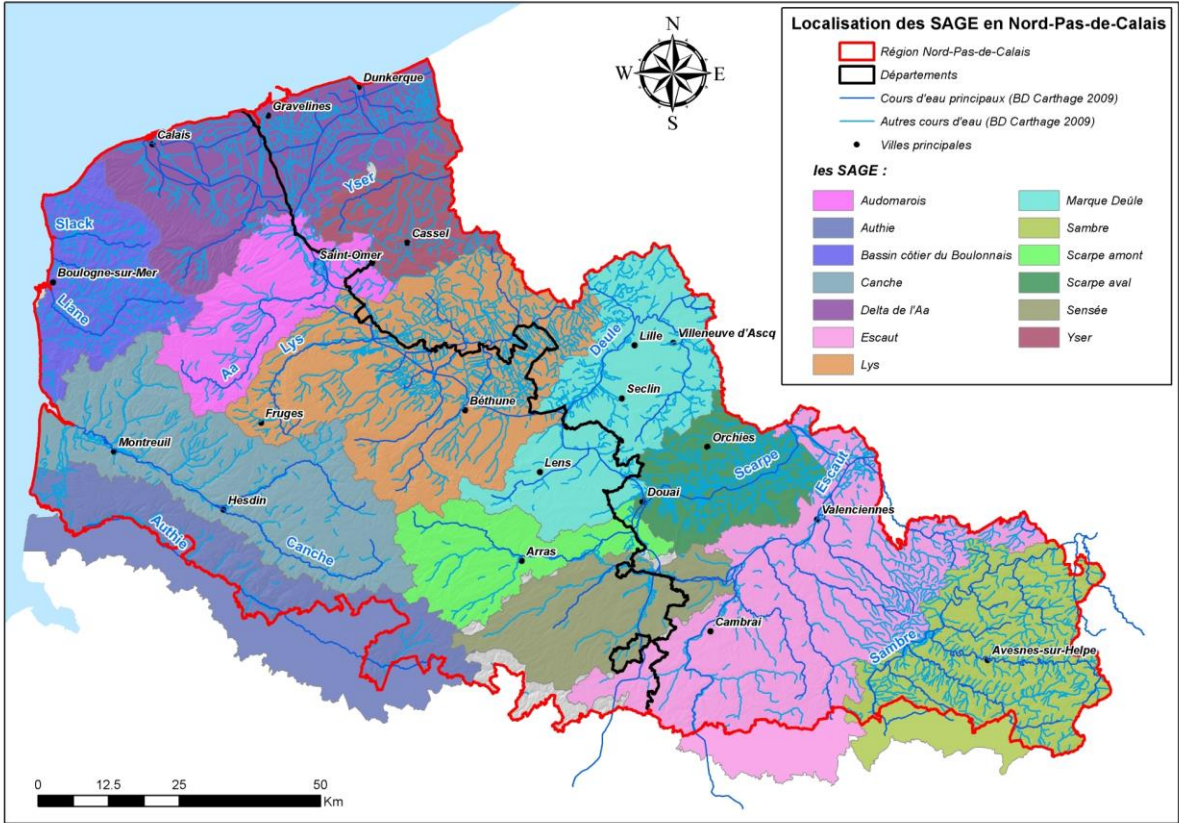 Localisation des SAGE en Nord-Pas-de-Calais
Région Nord-Pas-de-Calais
Départements
Cours d'eau principaux (BD Carthage 2009)
Autres cours d'eau (BD Carthage 2009)
Villes principales
les SAGE :
Audomarois
Authie
Bassin côtier du Boulonnais
Canche
Delta de l'Aa
Escaut
Lys
Marque Deûle
Sambre
Scarpe amont
Scarpe aval
Sensée
Yser
N
W
E
S
Dunkerque
Gravelines
Calais
Yser
Slack
Cassel
Saint-Omer
Boulogne-sur-Mer
Liane
Lys
Aa
Deûle
Lille
Villeneuve d'Ascq
Seclin
Béthune
Fruges
Montreuil
Lens
Orchies
Scarpe
Escaut
Hesdin
Douai
Valenciennes
Authie
Canche
Arras
Cambrai
Sambre
Avesnes-sur-Helpe
0 12.5 25 50
Km